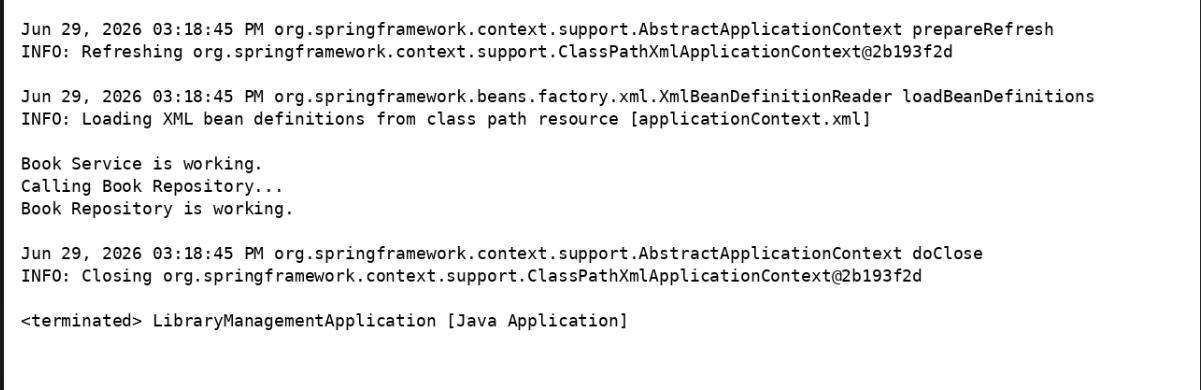 Jun 29, 2026 03:18:45 PM org.springframework.context.support.AbstractApplicationContext prepareRefresh
INFO: Refreshing org.springframework.context.support.ClassPathXmlApplicationContext@2b193f2d
Jun 29, 2026 03:18:45 PM org.springframework.beans.factory.xml.XmlBeanDefinitionReader loadBeanDefinitions
INFO: Loading XML bean definitions from class path resource [applicationContext.xml]
Book Service is working.
Calling Book Repository...
Book Repository is working.
Jun 29, 2026 03:18:45 PM org.springframework.context.support.AbstractApplicationContext doClose
INFO: Closing org.springframework.context.support.ClassPathXmlApplicationContext@2b193f2d
<terminated> LibraryManagementApplication [Java Application]